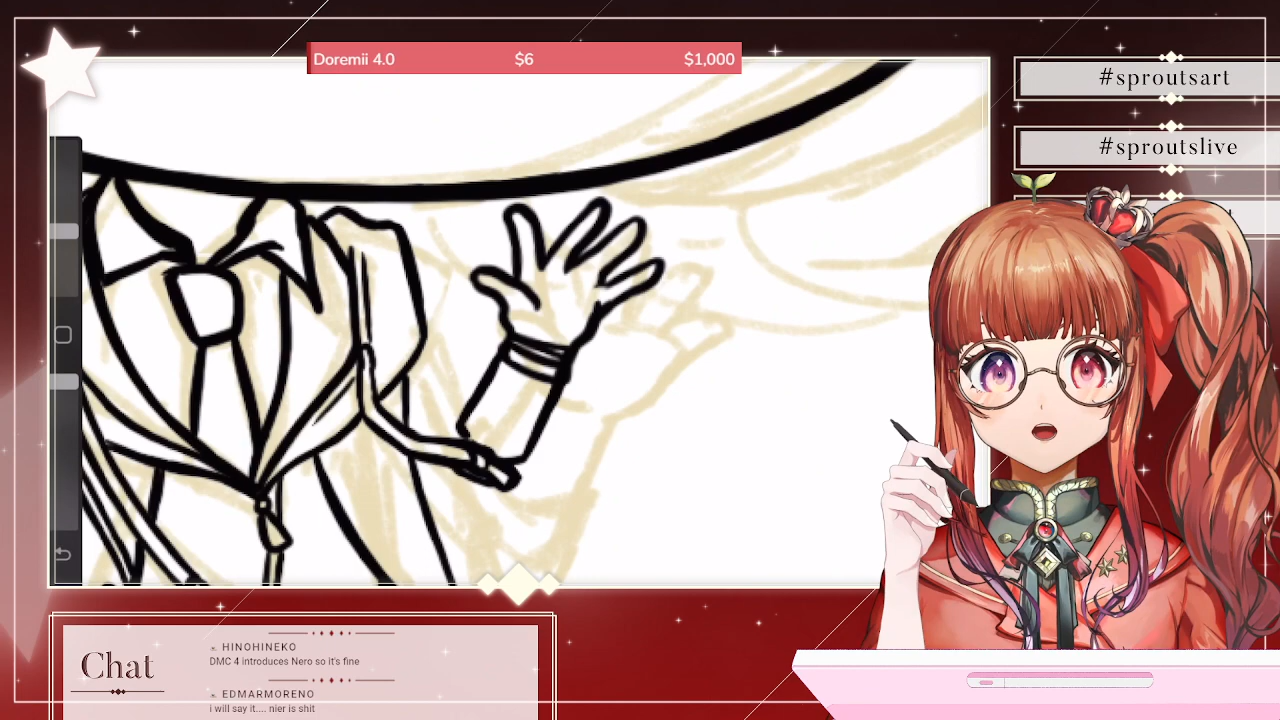 Doremii 4.0 $6 $1,000
#sproutsart
#sproutslive
Chat
HINOHINEKO
DMC 4 introduces Nero so it's fine
EDMARMORENO
i will say it.... nier is shit